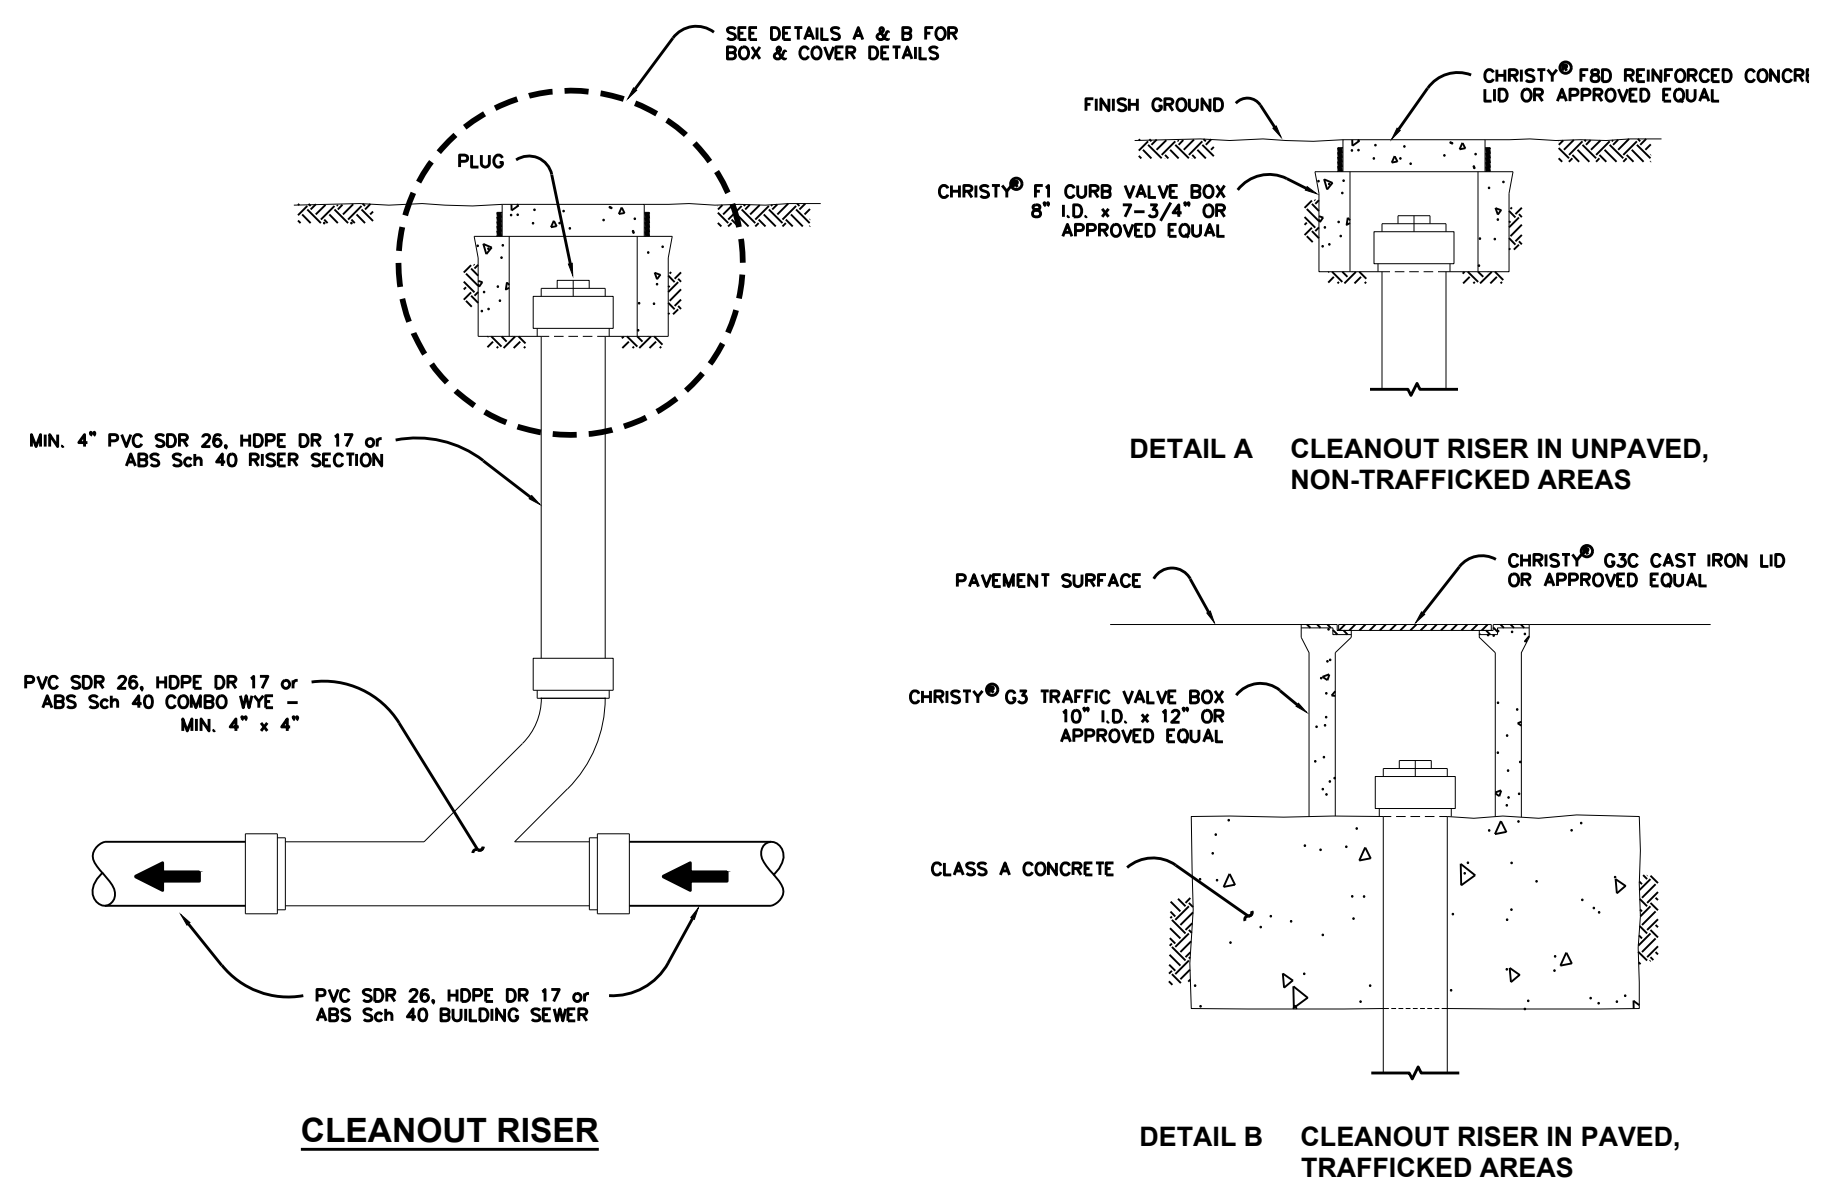 SEE DETAILS A & B FOR
BOX & COVER DETAILS
PLUG
MIN. 4" PVC SDR 26, HDPE DR 17 or
ABS Sch 40 RISER SECTION
PVC SDR 26, HDPE DR 17 or
ABS Sch 40 COMBO WYE –
MIN. 4" x 4"
PVC SDR 26, HDPE DR 17 or
ABS Sch 40 BUILDING SEWER
CLEANOUT RISER
FINISH GROUND
CHRISTY® F8D REINFORCED CONCRE
LID OR APPROVED EQUAL
CHRISTY® F1 CURB VALVE BOX
8" I.D. x 7-3/4" OR
APPROVED EQUAL
DETAIL A CLEANOUT RISER IN UNPAVED,
NON-TRAFFICKED AREAS
PAVEMENT SURFACE
CHRISTY® G3C CAST IRON LID
OR APPROVED EQUAL
CHRISTY® G3 TRAFFIC VALVE BOX
10" I.D. x 12" OR
APPROVED EQUAL
CLASS A CONCRETE
DETAIL B CLEANOUT RISER IN PAVED,
TRAFFICKED AREAS